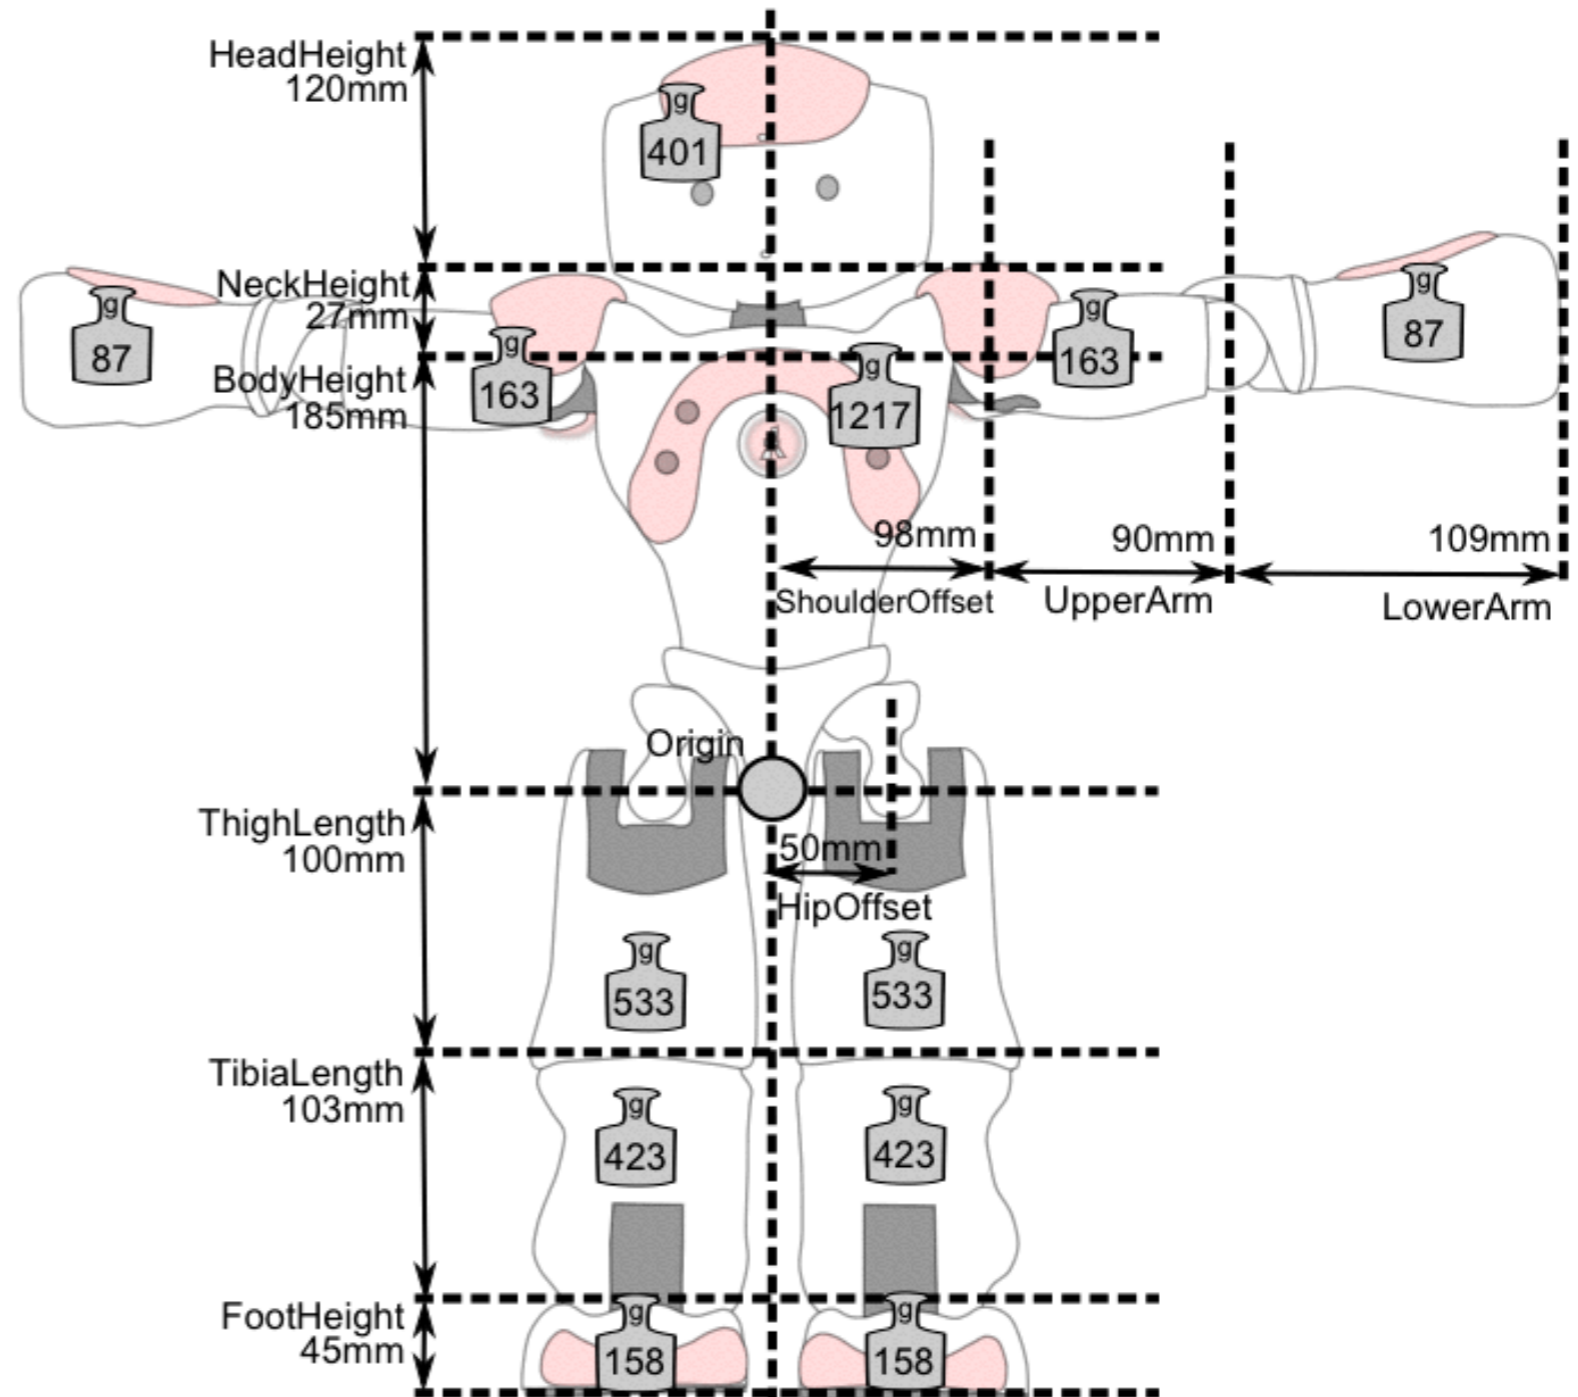 HeadHeight
120mm
g
401
NeckHeight
27mm
g
87
g
163
g
163
g
87
BodyHeight
185mm
g
1217
98mm
90mm
109mm
ShoulderOffset
UpperArm
LowerArm
Origin
ThighLength
100mm
50mm
HipOffset
g
533
g
533
TibiaLength
103mm
g
423
g
423
FootHeight
45mm
g
158
g
158